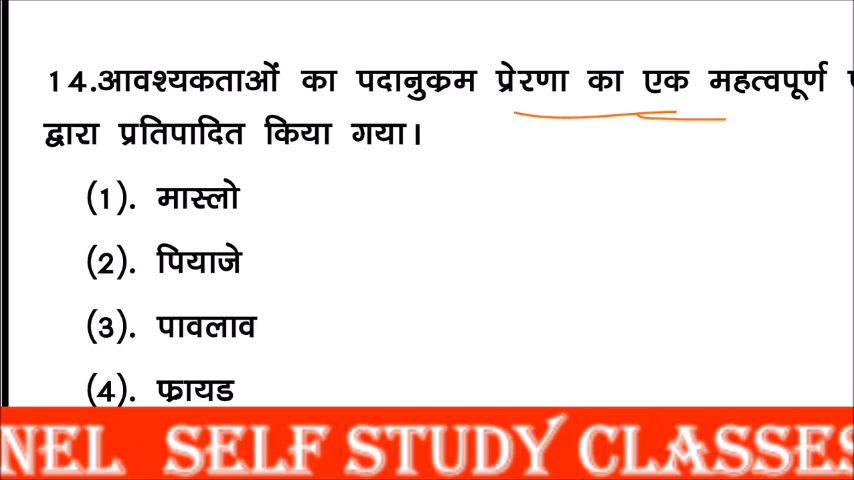 14.आवश्यकताओं का पदानुक्रम प्रेरणा का एक महत्वपूर्ण
द्वारा प्रतिपादित किया गया।
(1). मास्लो
(2). पियाजे
(3). पावलाव
(4). फ्रायड
NEL SELF STUDY CLASSES